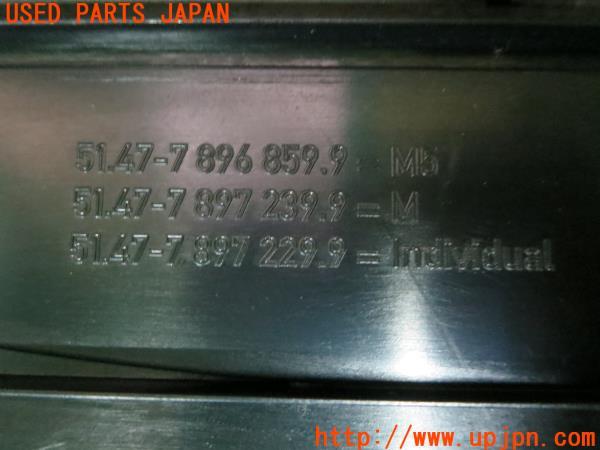 USED PARTS JAPAN
51.47-7 896 859.9 = M5
51.47-7 897 239.9 = M
51.47-7 897 229.9 = Individual
http://www.upjpn.com/